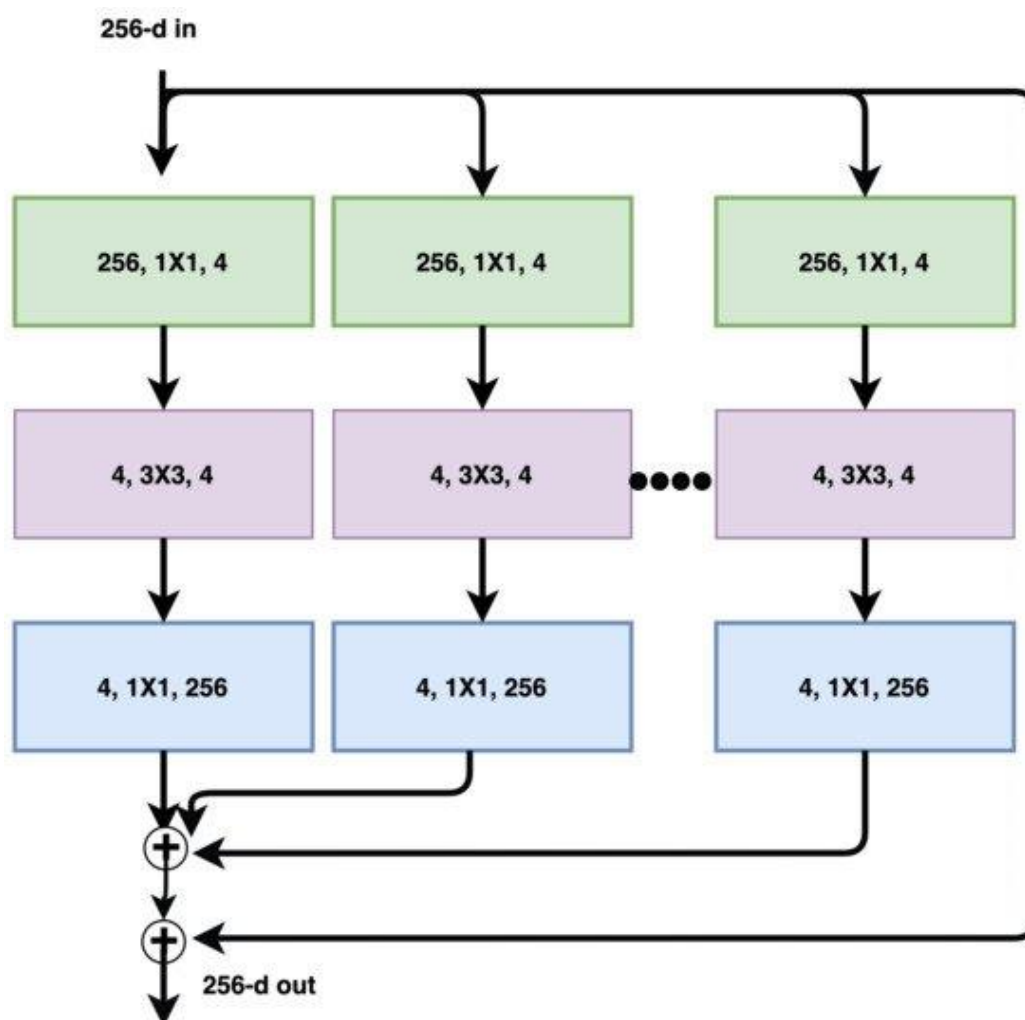 256-d in
256, 1X1, 4
256, 1X1, 4
256, 1X1, 4
4, 3X3, 4
4, 3X3, 4
4, 3X3, 4
4, 1X1, 256
4, 1X1, 256
4, 1X1, 256
256-d out